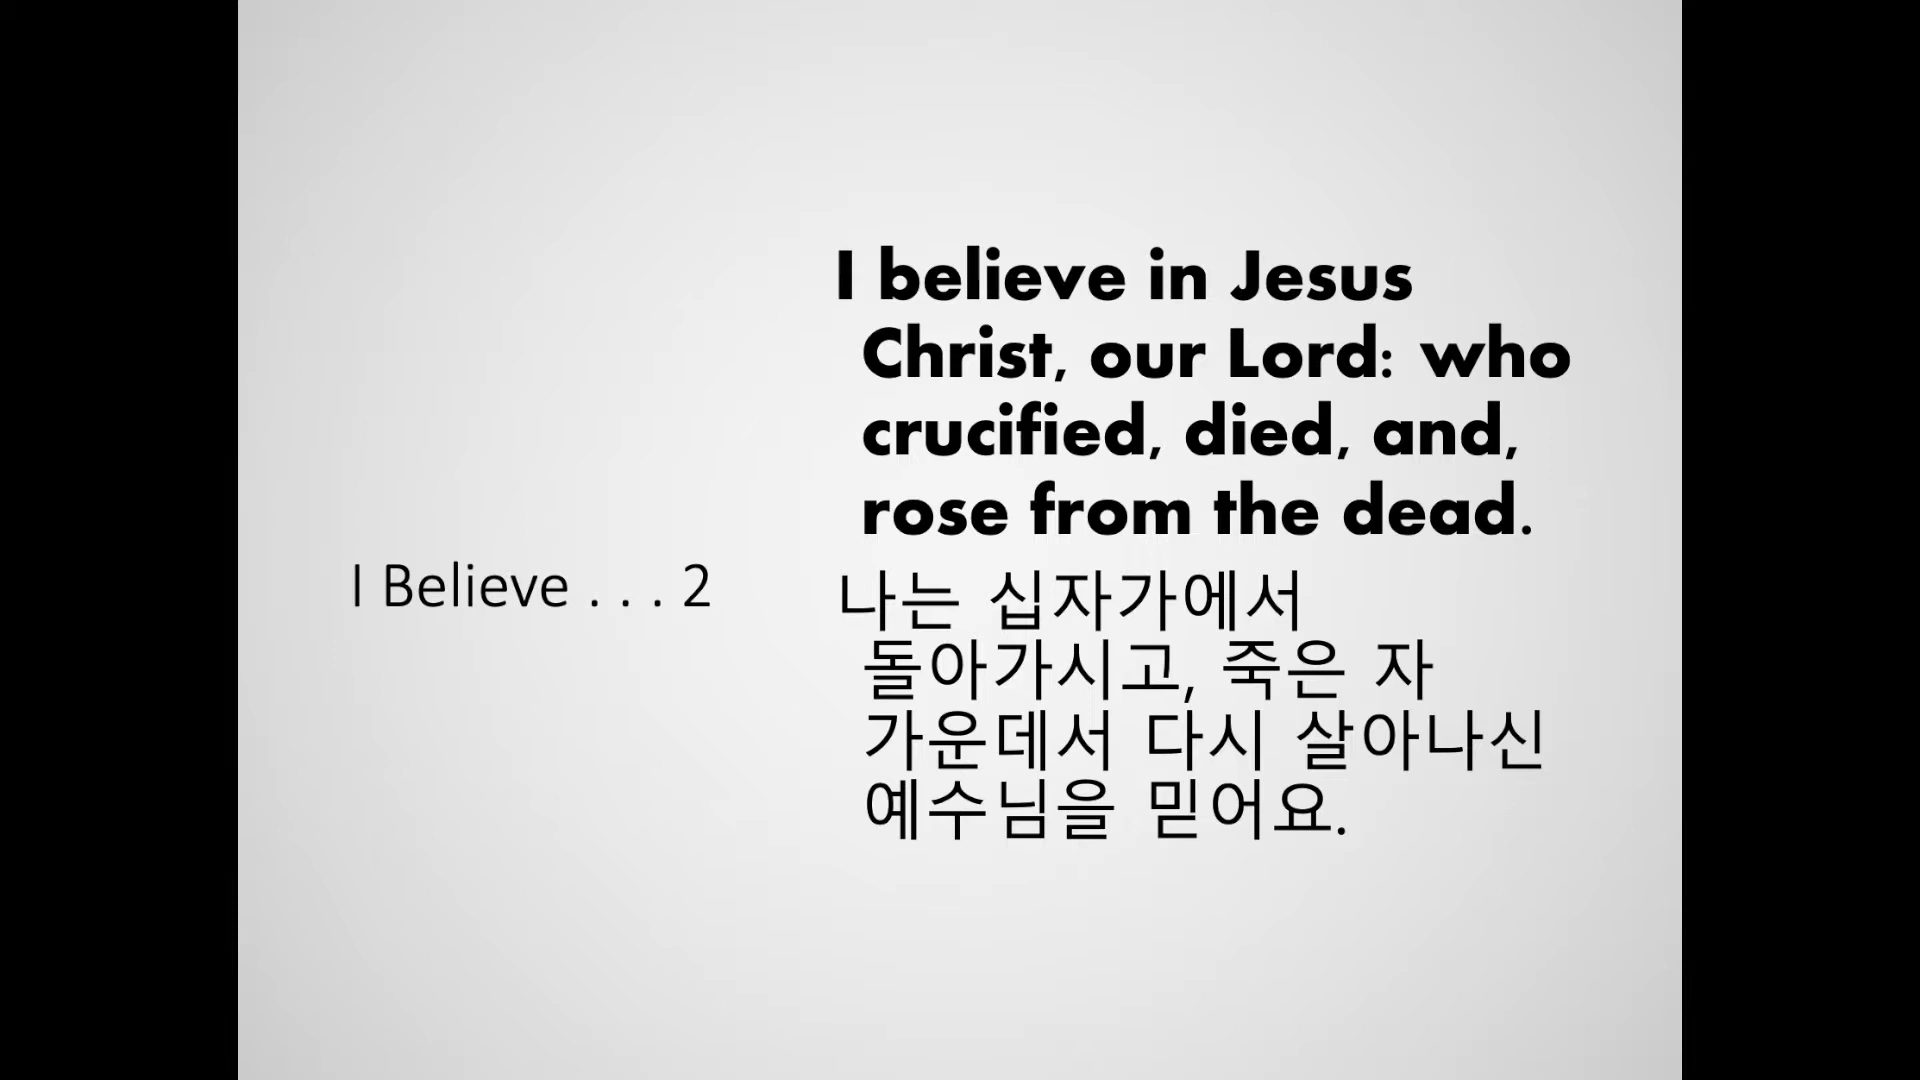 I Believe . . . 2
I believe in Jesus
Christ, our Lord: who
crucified, died, and,
rose from the dead.
나는 십자가에서
돌아가시고, 죽은 자
가운데서 다시 살아나신
예수님을 믿어요.